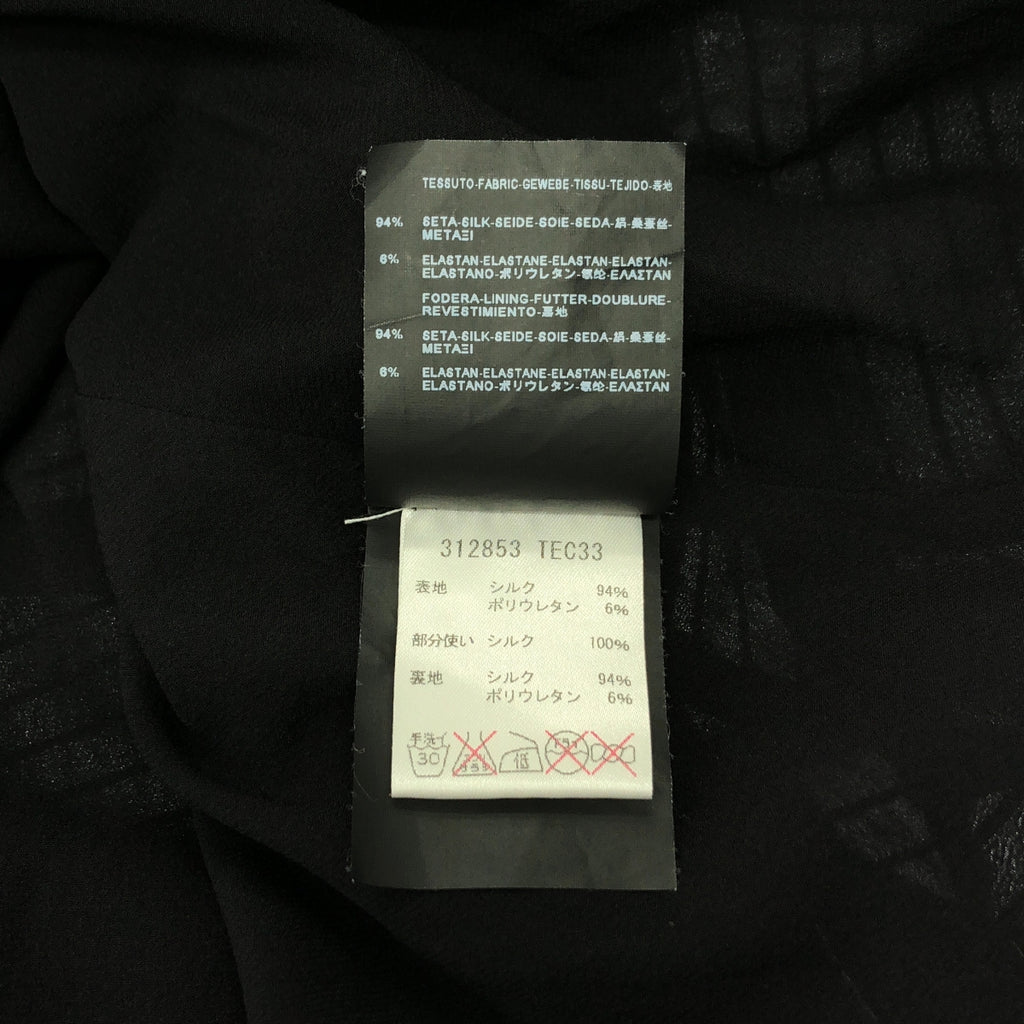 TESSUTO-FABRIC-GEWEBE-TISSU-TEJIDO-表地
94% SETA-SILK-SEIDE-SOIE-SEDA-絹-桑蚕丝-
METAΞI
6% ELASTAN-ELASTANE-ELASTAN-ELASTAN-
ELASTANO-ポリウレタン-氨纶-ΕΛΑΣΤΑΝ
FODERA-LINING-FUTTER-DOUBLURE-
REVESTIMIENTO-裏地
94% SETA-SILK-SEIDE-SOIE-SEDA-絹-桑蚕丝-
METAΞI
6% ELASTAN-ELASTANE-ELASTAN-ELASTAN-
ELASTANO-ポリウレタン-氨纶-ΕΛΑΣΤΑΝ
312853 TEC33
表地 シルク 94%
ポリウレタン 6%
部分使い シルク 100%
裏地 シルク 94%
ポリウレタン 6%
手洗イ
30
低
ドライ